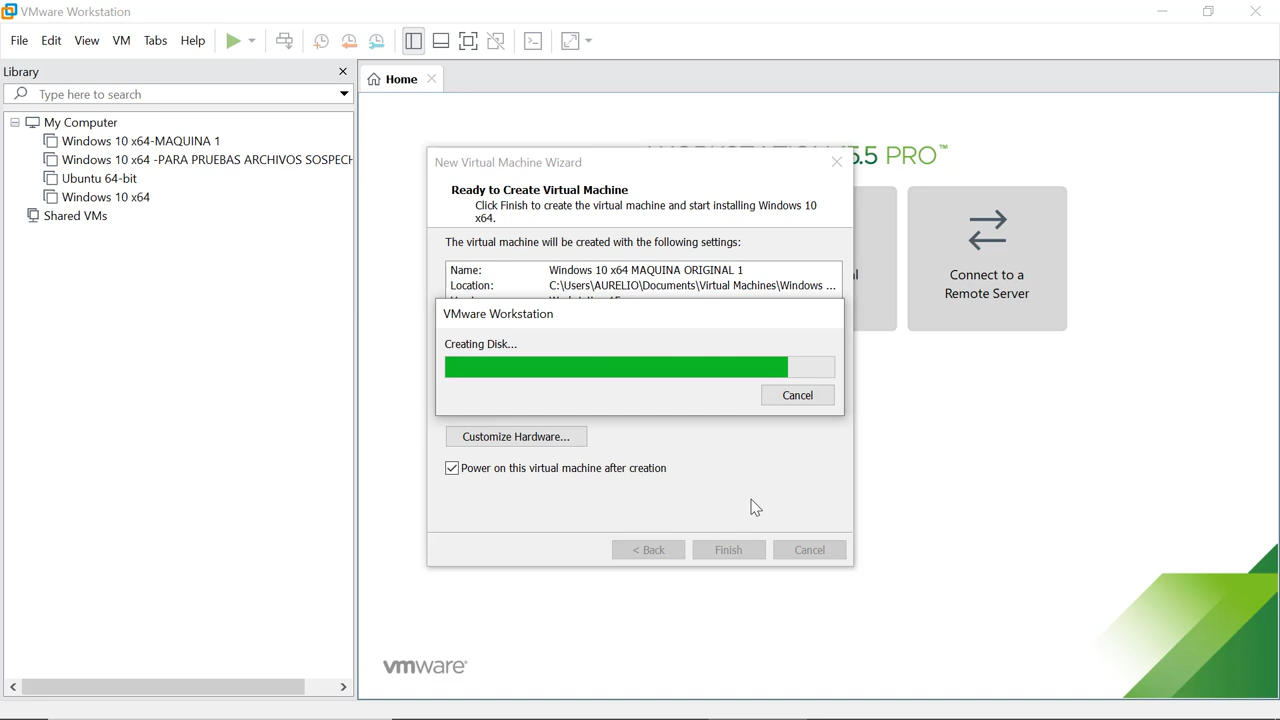 VMware Workstation
File Edit View VM Tabs Help
Library
Type here to search
My Computer
Windows 10 x64-MAQUINA 1
Windows 10 x64 -PARA PRUEBAS ARCHIVOS SOSPECH
Ubuntu 64-bit
Windows 10 x64
Shared VMs
Home
5.5 PRO™
Connect to a
Remote Server
New Virtual Machine Wizard
Ready to Create Virtual Machine
Click Finish to create the virtual machine and start installing Windows 10
x64.
The virtual machine will be created with the following settings:
Name: Windows 10 x64 MAQUINA ORIGINAL 1
Location: C:\Users\AURELIO\Documents\Virtual Machines\Windows ...
VMware Workstation
Creating Disk...
Cancel
Customize Hardware...
Power on this virtual machine after creation
< Back Finish Cancel
vmware®